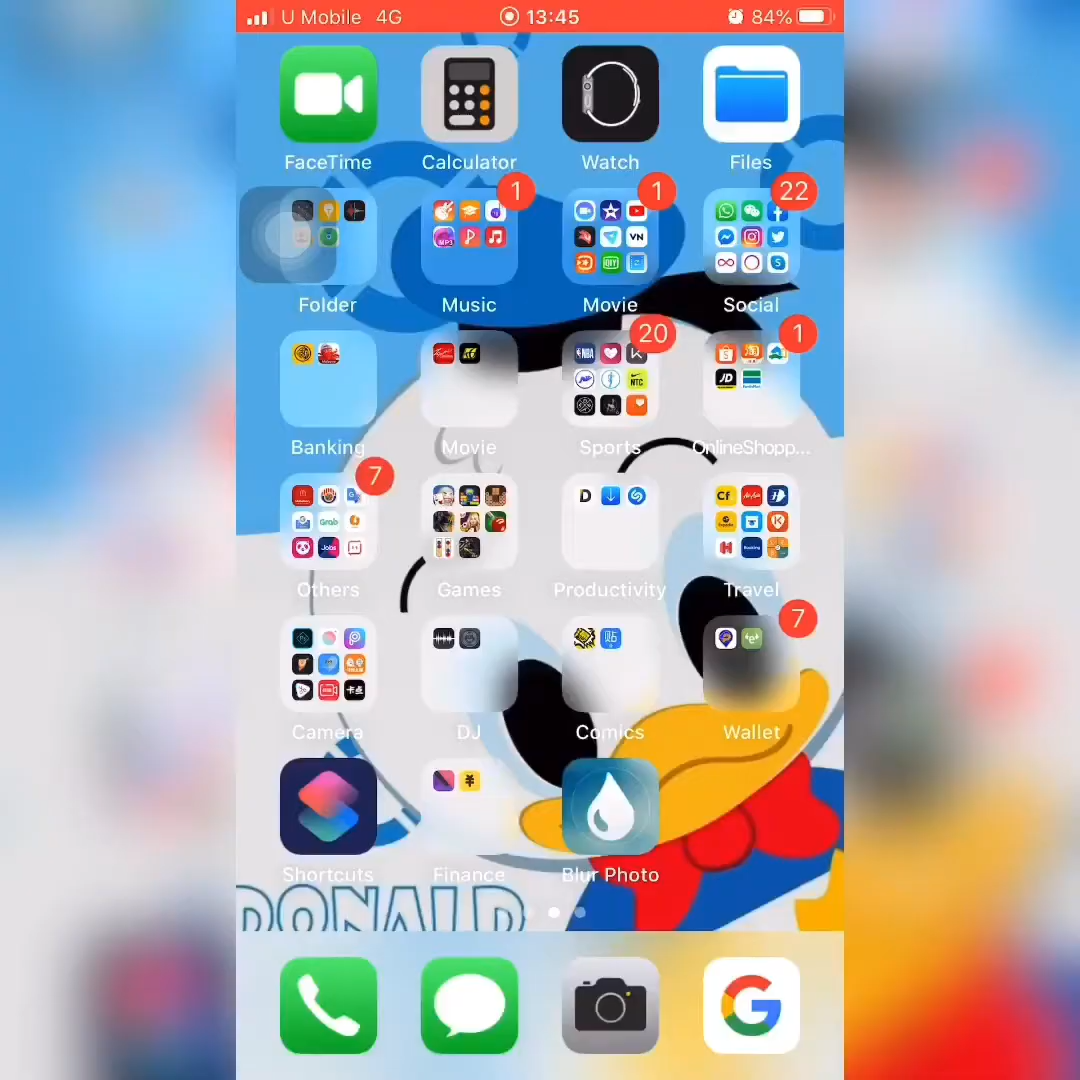 U Mobile 4G 13:45 84%
FaceTime Calculator Watch Files
1 1 22
Folder Music Movie Social
20 1
Banking Movie Sports OnlineShopp...
7
Others Games Productivity Travel
7
Camera DJ Comics Wallet
Shortcuts Finance Blur Photo
DONALD